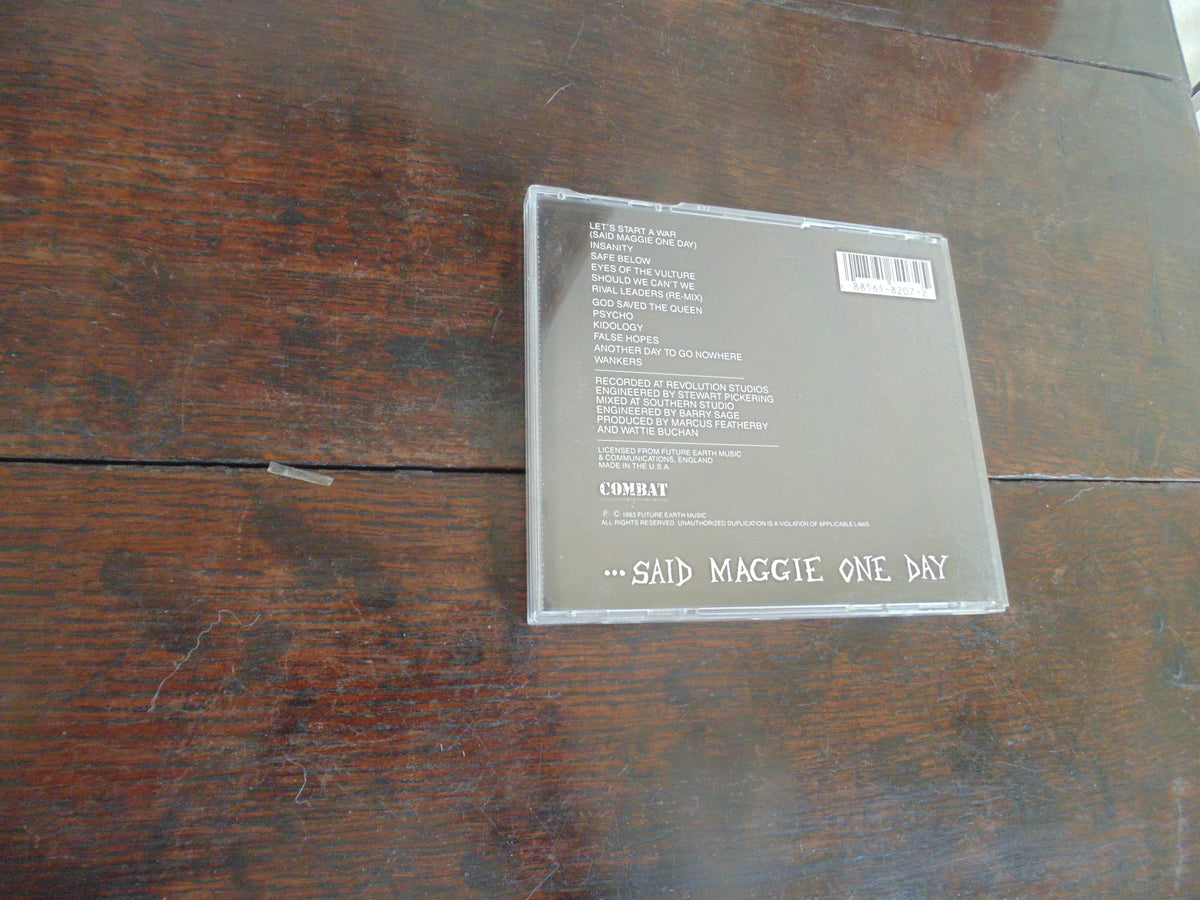 LET'S START A WAR
(SAID MAGGIE ONE DAY)
INSANITY
SAFE BELOW
EYES OF THE VULTURE
SHOULD WE CAN'T WE
RIVAL LEADERS (RE-MIX)
GOD SAVED THE QUEEN
PSYCHO
KIDOLOGY
FALSE HOPES
ANOTHER DAY TO GO NOWHERE
WANKERS
RECORDED AT REVOLUTION STUDIOS
ENGINEERED BY STEWART PICKERING
MIXED AT SOUTHERN STUDIO
ENGINEERED BY BARRY SAGE
PRODUCED BY MARCUS FEATHERBY
AND WATTIE BUCHAN
LICENSED FROM FUTURE EARTH MUSIC
& COMMUNICATIONS, ENGLAND
MADE IN THE U.S.A.
COMBAT
P C 1983 FUTURE EARTH MUSIC
ALL RIGHTS RESERVED. UNAUTHORIZED DUPLICATION IS A VIOLATION OF APPLICABLE LAWS.
...SAID MAGGIE ONE DAY
88561-8207-2